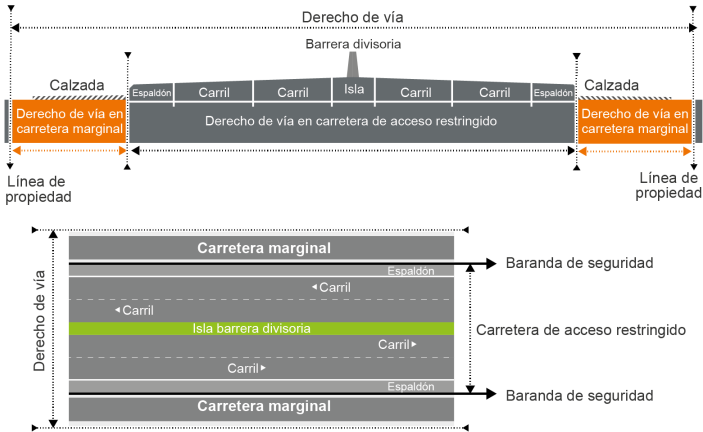 Derecho de vía
Barrera divisoria
Calzada
Calzada
Espaldón
Carril
Carril
Isla
Carril
Carril
Espaldón
Derecho de vía en
carretera marginal
Derecho de vía en carretera de acceso restringido
Derecho de vía en
carretera marginal
Línea de
propiedad
Línea de
propiedad
Derecho de vía
Carretera marginal
Baranda de seguridad
Espaldón
Carril
Carril
Isla barrera divisoria
Carretera de acceso restringido
Carril
Carril
Espaldón
Baranda de seguridad
Carretera marginal